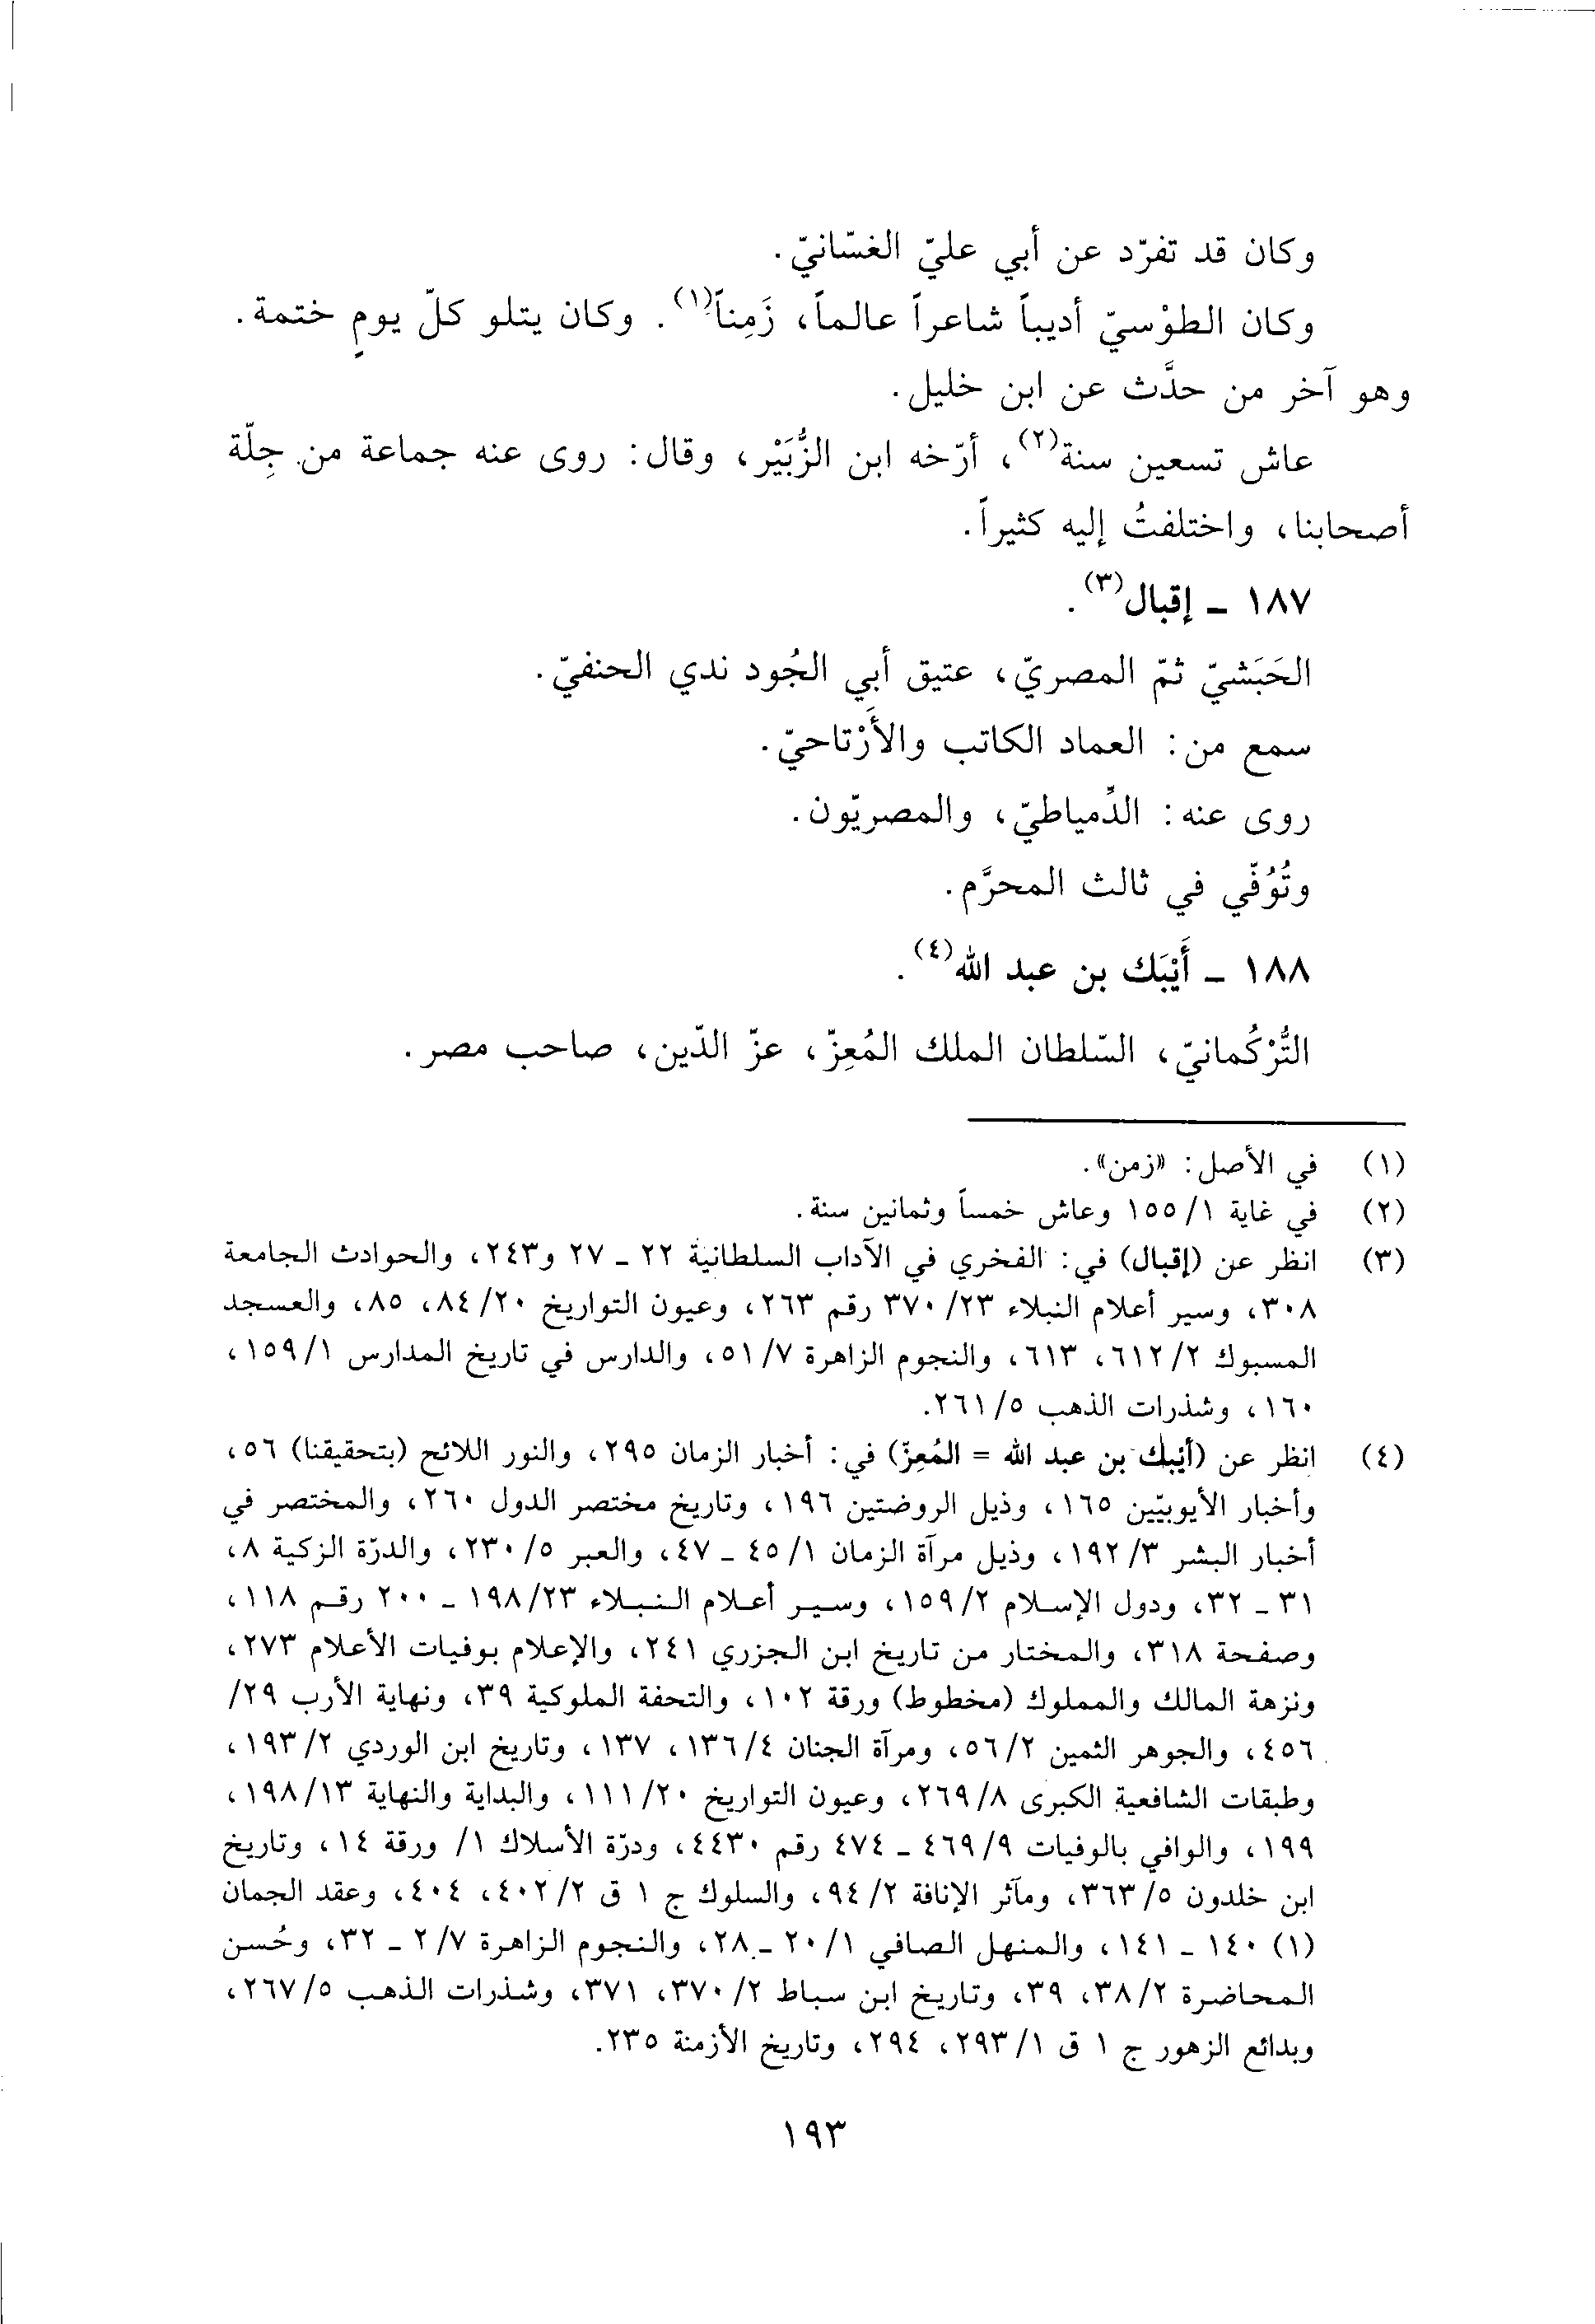 وكان قد تفرّد عن أبي عليّ الغسّانيّ.
وكان الطوْسيّ أديباً شاعراً عالماً، زَمِناً(١). وكان يتلو كلّ يومٍ ختمة.
وهو آخر من حدَّث عن ابن خليل.
عاش تسعين سنة(٢)، أرّخه ابن الزُّبَيْر، وقال: روى عنه جماعة من جِلّة
أصحابنا، واختلفتُ إليه كثيراً.
١٨٧ ـ إقبال(٣).
الحَبَشيّ ثمّ المصريّ، عتيق أبي الجُود ندي الحنفيّ.
سمع من: العماد الكاتب والأَرْتاحيّ.
روى عنه: الدِّمياطيّ، والمصريّون.
وتُوُفّي في ثالث المحرَّم.
١٨٨ ـ أَيْبَك بن عبد الله(٤).
التُّرْكُمانيّ، السّلطان الملك المُعِزّ، عزّ الدّين، صاحب مصر.
(١) في الأصل: «زمن».
(٢) في غاية ١/ ١٥٥ وعاش خمساً وثمانين سنة.
(٣) انظر عن (إقبال) في: الفخري في الآداب السلطانية ٢٢ ـ ٢٧ و٢٤٣، والحوادث الجامعة
٣٠٨، وسير أعلام النبلاء ٢٣/ ٣٧٠ رقم ٢٦٣، وعيون التواريخ ٢٠/ ٨٤، ٨٥، والعسجد
المسبوك ٢/ ٦١٢، ٦١٣، والنجوم الزاهرة ٧/ ٥١، والدارس في تاريخ المدارس ١/ ١٥٩،
١٦٠، وشذرات الذهب ٥/ ٢٦١.
(٤) انظر عن (أيْبك بن عبد الله = المُعِزّ) في: أخبار الزمان ٢٩٥، والنور اللائح (بتحقيقنا) ٥٦،
وأخبار الأيوبيّين ١٦٥، وذيل الروضتين ١٩٦، وتاريخ مختصر الدول ٢٦٠، والمختصر في
أخبار البشر ٣/ ١٩٢، وذيل مرآة الزمان ١/ ٤٥ ـ ٤٧، والعبر ٥/ ٢٣٠، والدرّة الزكية ٨،
٣١ ـ ٣٢، ودول الإسلام ٢/ ١٥٩، وسير أعلام النبلاء ٢٣/ ١٩٨ ـ ٢٠٠ رقم ١١٨،
وصفحة ٣١٨، والمختار من تاريخ ابن الجزري ٢٤١، والإعلام بوفيات الأعلام ٢٧٣،
ونزهة المالك والمملوك (مخطوط) ورقة ١٠٢، والتحفة الملوكية ٣٩، ونهاية الأرب ٢٩/
٤٥٦، والجوهر الثمين ٢/ ٥٦، ومرآة الجنان ٤/ ١٣٦، ١٣٧، وتاريخ ابن الوردي ٢/ ١٩٣،
وطبقات الشافعية الكبرى ٨/ ٢٦٩، وعيون التواريخ ٢٠/ ١١١، والبداية والنهاية ١٣/ ١٩٨،
١٩٩، والوافي بالوفيات ٩/ ٤٦٩ ـ ٤٧٤ رقم ٤٤٣٠، ودرّة الأسلاك ١/ ورقة ١٤، وتاريخ
ابن خلدون ٥/ ٣٦٣، ومآثر الإنافة ٢/ ٩٤، والسلوك ج ١ ق ٢/ ٤٠٢، ٤٠٤، وعقد الجمان
(١) ١٤٠ ـ ١٤١، والمنهل الصافي ١/ ٢٠ ـ ٢٨، والنجوم الزاهرة ٧/ ٢ ـ ٣٢، وحُسن
المحاضرة ٢/ ٣٨، ٣٩، وتاريخ ابن سباط ٢/ ٣٧٠، ٣٧١، وشذرات الذهب ٥/ ٢٦٧،
وبدائع الزهور ج ١ ق ١/ ٢٩٣، ٢٩٤، وتاريخ الأزمنة ٢٣٥.
١٩٣